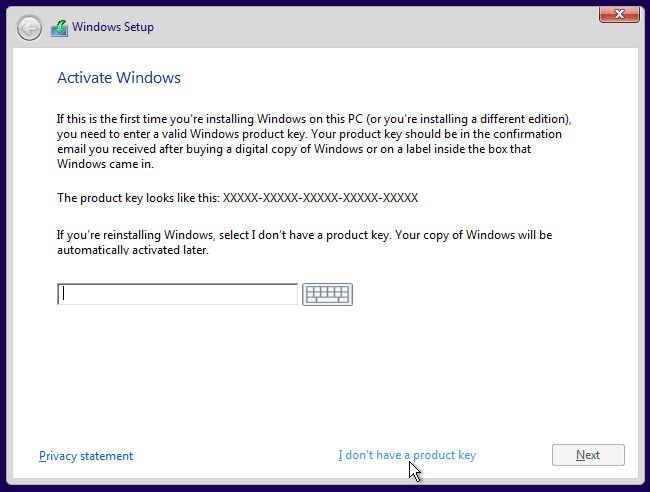 Windows Setup
Activate Windows
If this is the first time you're installing Windows on this PC (or you're installing a different edition),
you need to enter a valid Windows product key. Your product key should be in the confirmation
email you received after buying a digital copy of Windows or on a label inside the box that
Windows came in.
The product key looks like this: XXXXX-XXXXX-XXXXX-XXXXX-XXXXX
If you're reinstalling Windows, select I don't have a product key. Your copy of Windows will be
automatically activated later.
Privacy statement
I don't have a product key
Next